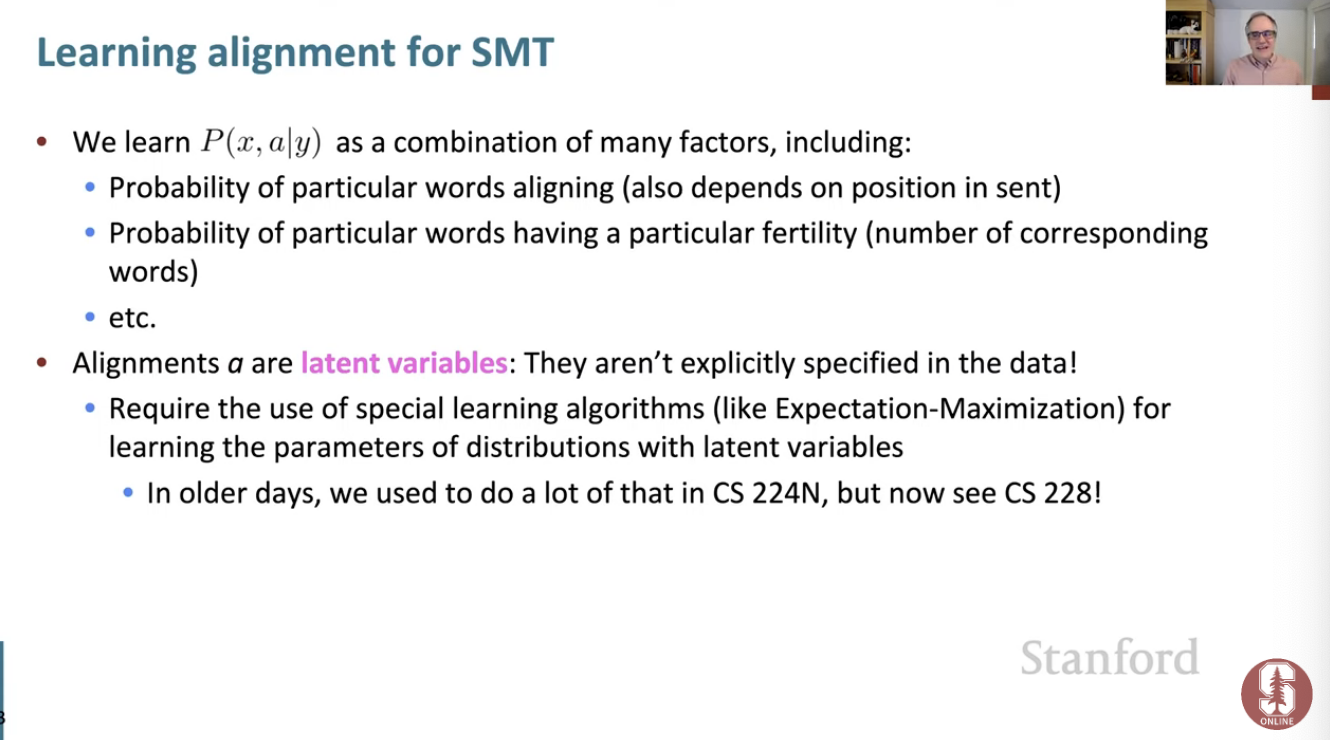 Learning alignment for SMT
• We learn P(x, a|y) as a combination of many factors, including:
• Probability of particular words aligning (also depends on position in sent)
• Probability of particular words having a particular fertility (number of corresponding
words)
• etc.
• Alignments a are latent variables: They aren’t explicitly specified in the data!
• Require the use of special learning algorithms (like Expectation-Maximization) for
learning the parameters of distributions with latent variables
• In older days, we used to do a lot of that in CS 224N, but now see CS 228!
Stanford
S
ONLINE
3